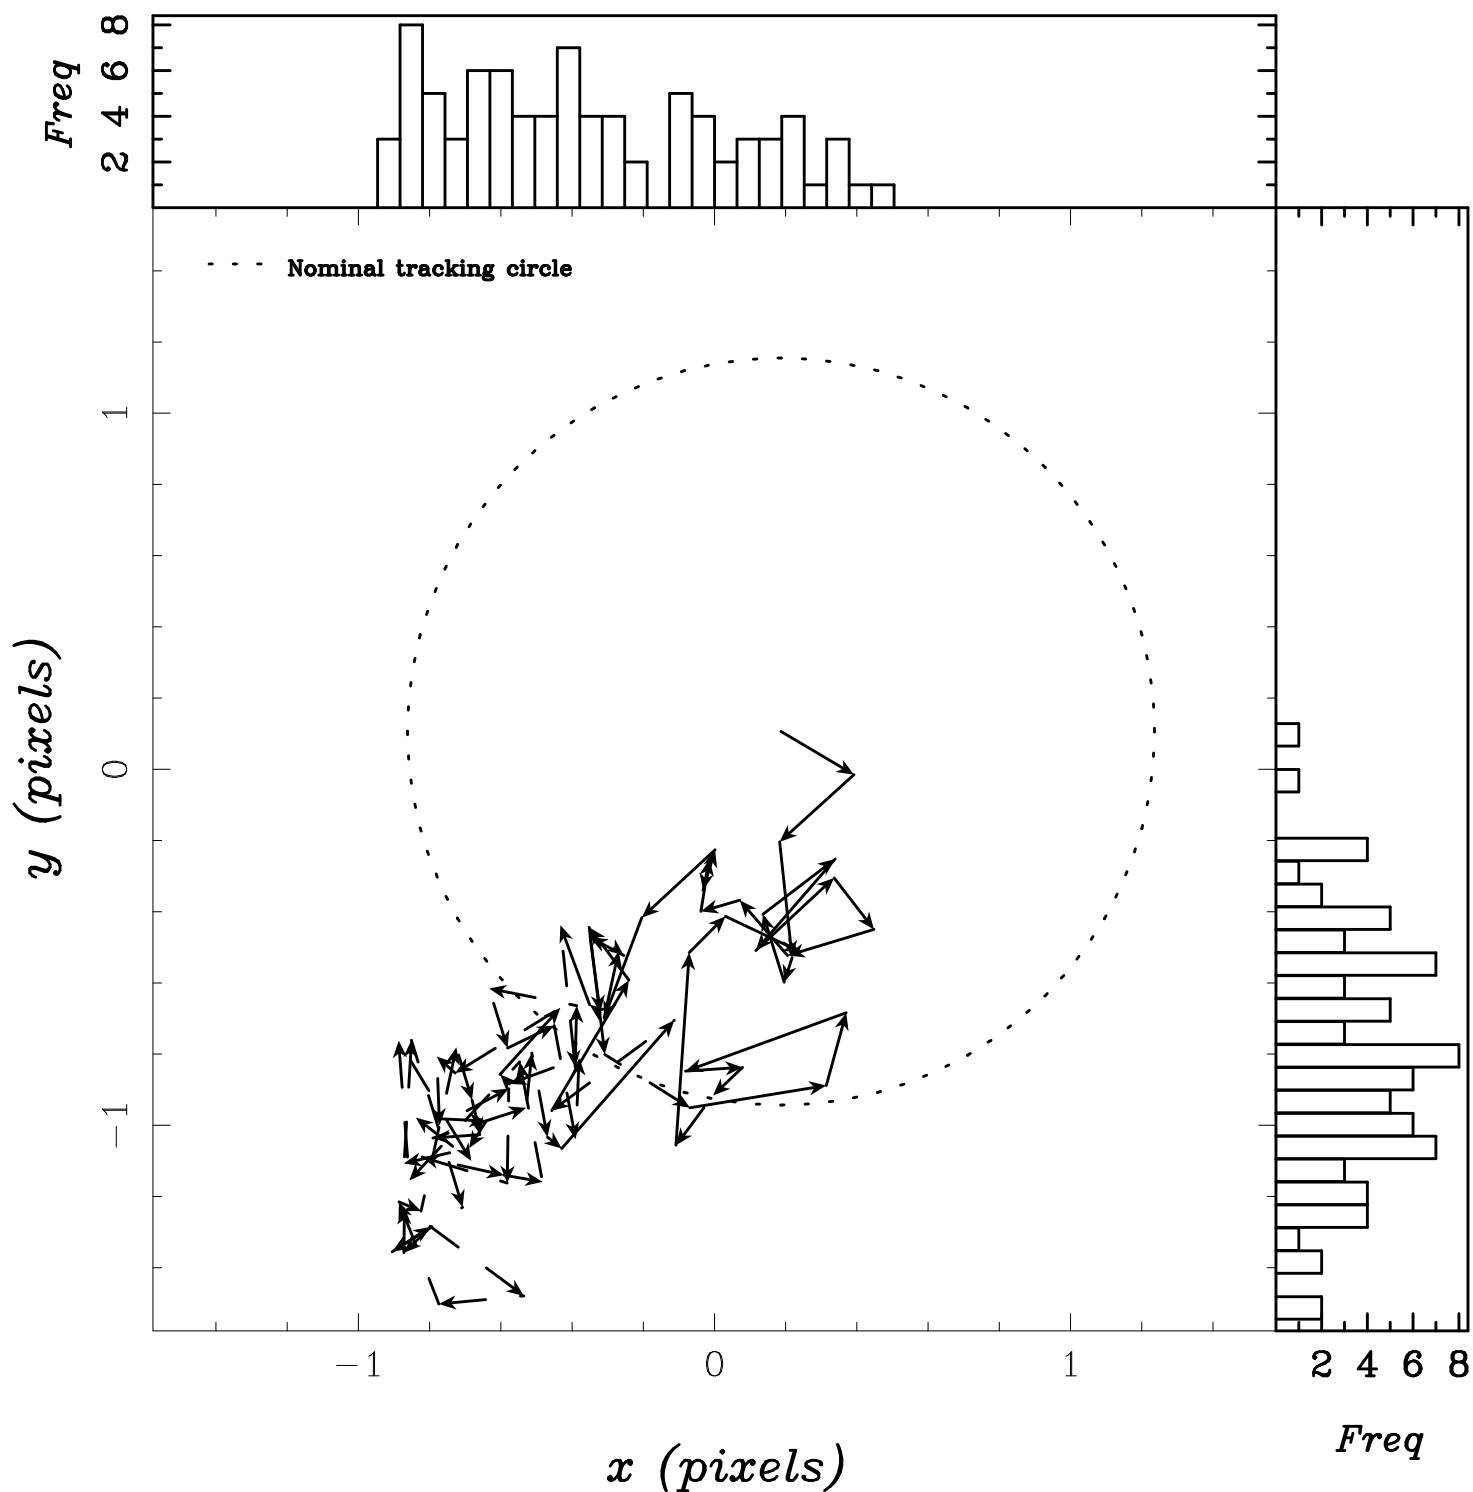 Freq
8
6
4
2
Nominal tracking circle
y (pixels)
1
0
−1
−1 0 1
x (pixels)
2 4 6 8
Freq